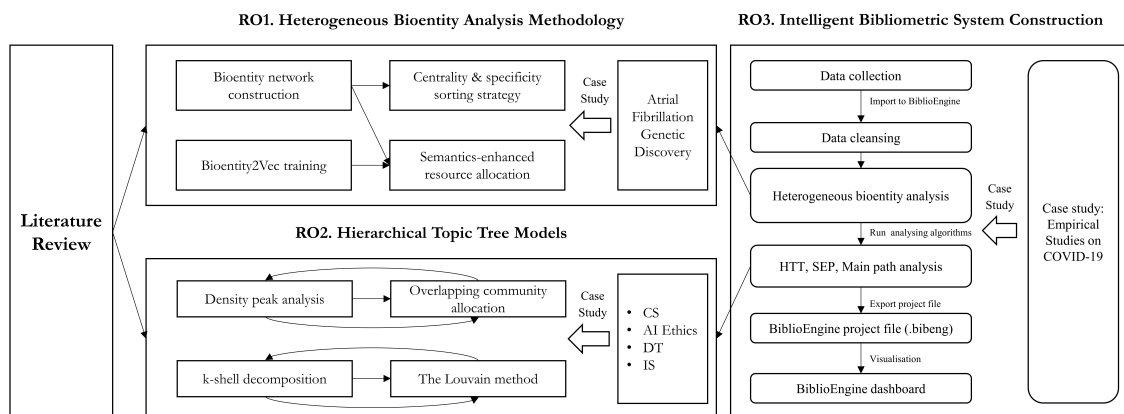 RO1. Heterogeneous Bioentity Analysis Methodology
RO3. Intelligent Bibliometric System Construction
Literature
Review
Bioentity network
construction
Centrality & specificity
sorting strategy
Bioentity2Vec training
Semantics-enhanced
resource allocation
Case
Study
Atrial
Fibrillation
Genetic
Discovery
RO2. Hierarchical Topic Tree Models
Density peak analysis
Overlapping community
allocation
k-shell decomposition
The Louvain method
Case
Study
• CS
• AI Ethics
• DT
• IS
Data collection
Import to BiblioEngine
Data cleansing
Heterogeneous bioentity analysis
Run analysing algorithms
HTT, SEP, Main path analysis
Export project file
BiblioEngine project file (.bibeng)
Visualisation
BiblioEngine dashboard
Case
Study
Case study:
Empirical
Studies on
COVID-19